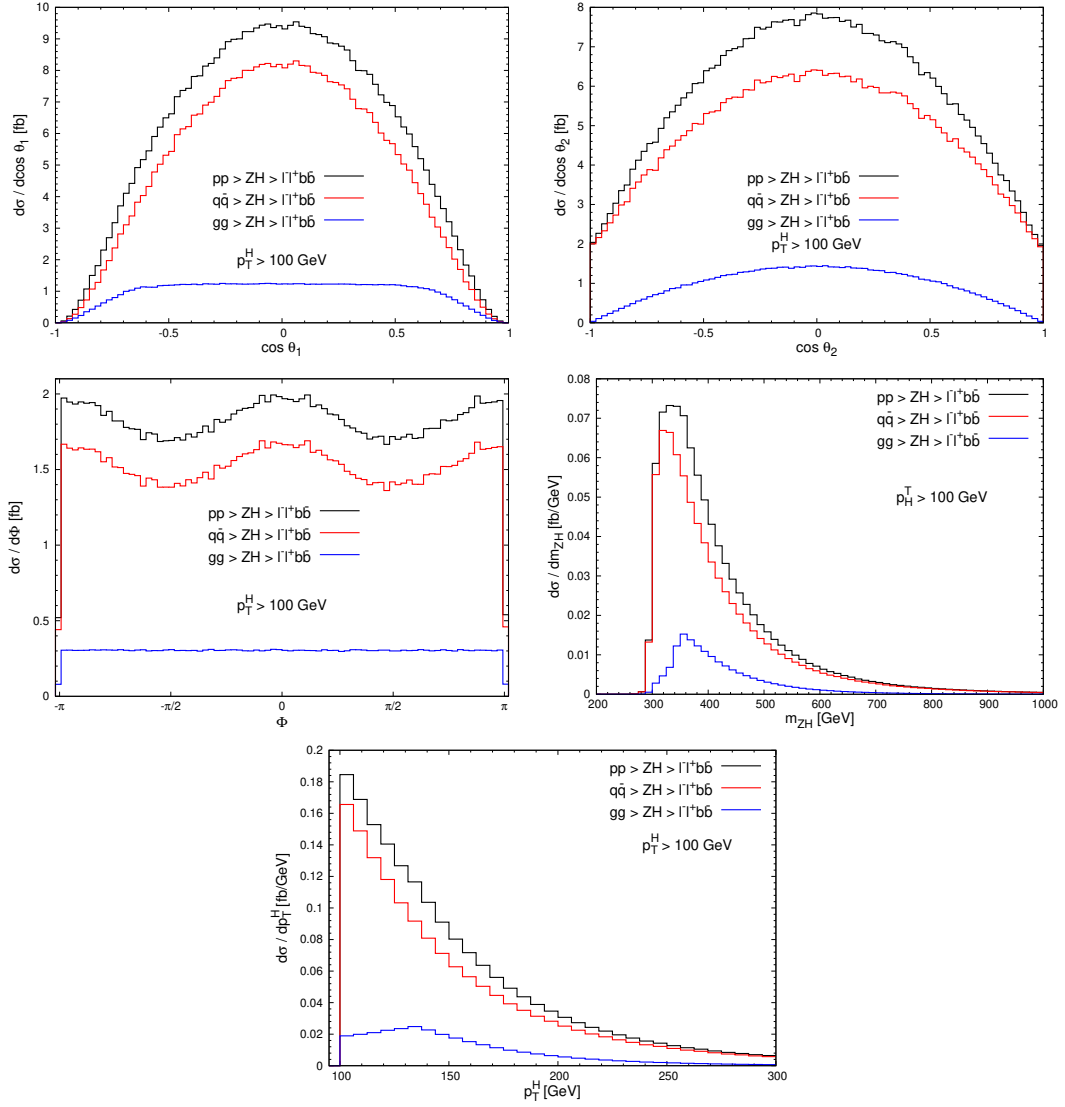 dσ / dcos θ1 [fb]
10
9
8
7
6
5
4
3
2
1
0
pp > ZH > l⁻l⁺bb̄
qq̄ > ZH > l⁻l⁺bb̄
gg > ZH > l⁻l⁺bb̄
p_T^H > 100 GeV
-1 -0.5 0 0.5 1
cos θ1
dσ / dcos θ2 [fb]
8
7
6
5
4
3
2
1
0
pp > ZH > l⁻l⁺bb̄
qq̄ > ZH > l⁻l⁺bb̄
gg > ZH > l⁻l⁺bb̄
p_T^H > 100 GeV
-1 -0.5 0 0.5 1
cos θ2
dσ / dΦ [fb]
2
1.5
1
0.5
0
pp > ZH > l⁻l⁺bb̄
qq̄ > ZH > l⁻l⁺bb̄
gg > ZH > l⁻l⁺bb̄
p_T^H > 100 GeV
-π -π/2 0 π/2 π
Φ
dσ / dm_ZH [fb/GeV]
0.08
0.07
0.06
0.05
0.04
0.03
0.02
0.01
0
pp > ZH > l⁻l⁺bb̄
qq̄ > ZH > l⁻l⁺bb̄
gg > ZH > l⁻l⁺bb̄
p_H^T > 100 GeV
200 300 400 500 600 700 800 900 1000
m_ZH [GeV]
dσ / dp_T^H [fb/GeV]
0.2
0.18
0.16
0.14
0.12
0.1
0.08
0.06
0.04
0.02
0
pp > ZH > l⁻l⁺bb̄
qq̄ > ZH > l⁻l⁺bb̄
gg > ZH > l⁻l⁺bb̄
p_T^H > 100 GeV
100 150 200 250 300
p_T^H [GeV]